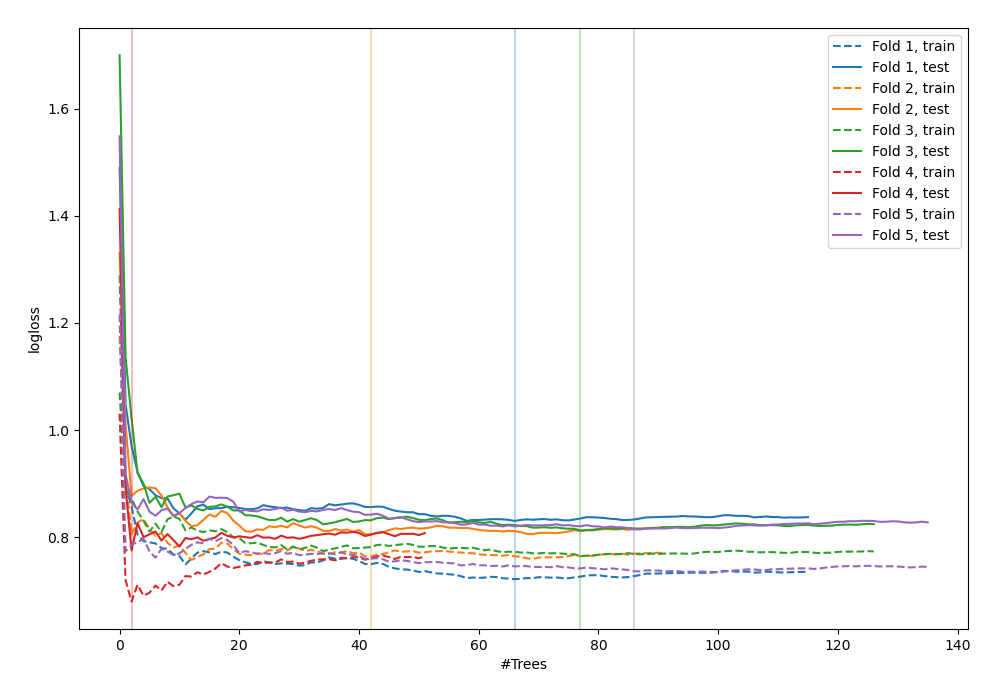 Fold 1, train
Fold 1, test
Fold 2, train
Fold 2, test
Fold 3, train
Fold 3, test
Fold 4, train
Fold 4, test
Fold 5, train
Fold 5, test
logloss
1.6
1.4
1.2
1.0
0.8
0 20 40 60 80 100 120 140
#Trees